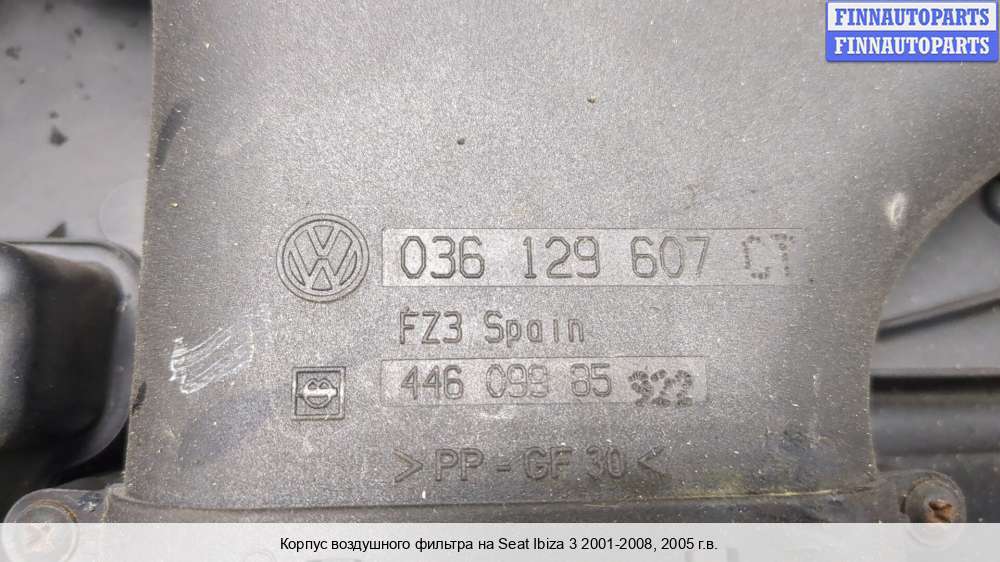 FINNAUTOPARTS
FINNAUTOPARTS
036 129 607
FZ3 Spain
446 099 85 922
>PP-GF 30<
Корпус воздушного фильтра на Seat Ibiza 3 2001-2008, 2005 г.в.